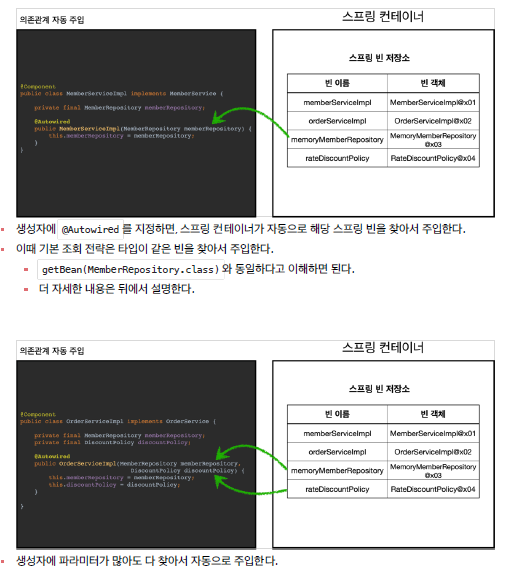 의존관계 자동 주입
스프링 컨테이너
@Component
public class MemberServiceImpl implements MemberService {
private final MemberRepository memberRepository;
@Autowired
public MemberServiceImpl(MemberRepository memberRepository) {
this.memberRepository = memberRepository;
}
}
스프링 빈 저장소
빈 이름 빈 객체
memberServiceImpl MemberServiceImpl@x01
orderServiceImpl OrderServiceImpl@x02
memoryMemberRepository MemoryMemberRepository
@x03
rateDiscountPolicy RateDiscountPolicy@x04
생성자에 @Autowired 를 지정하면, 스프링 컨테이너가 자동으로 해당 스프링 빈을 찾아서 주입한다.
이때 기본 조회 전략은 타입이 같은 빈을 찾아서 주입한다.
getBean(MemberRepository.class) 와 동일하다고 이해하면 된다.
더 자세한 내용은 뒤에서 설명한다.
의존관계 자동 주입
스프링 컨테이너
@Component
public class OrderServiceImpl implements OrderService {
private final MemberRepository memberRepository;
private final DiscountPolicy discountPolicy;
@Autowired
public OrderServiceImpl(MemberRepository memberRepository,
DiscountPolicy discountPolicy) {
this.memberRepository = memberRepository;
this.discountPolicy = discountPolicy;
}
}
스프링 빈 저장소
빈 이름 빈 객체
memberServiceImpl MemberServiceImpl@x01
orderServiceImpl OrderServiceImpl@x02
memoryMemberRepository MemoryMemberRepository
@x03
rateDiscountPolicy RateDiscountPolicy@x04
생성자에 파라미터가 많아도 다 찾아서 자동으로 주입한다.